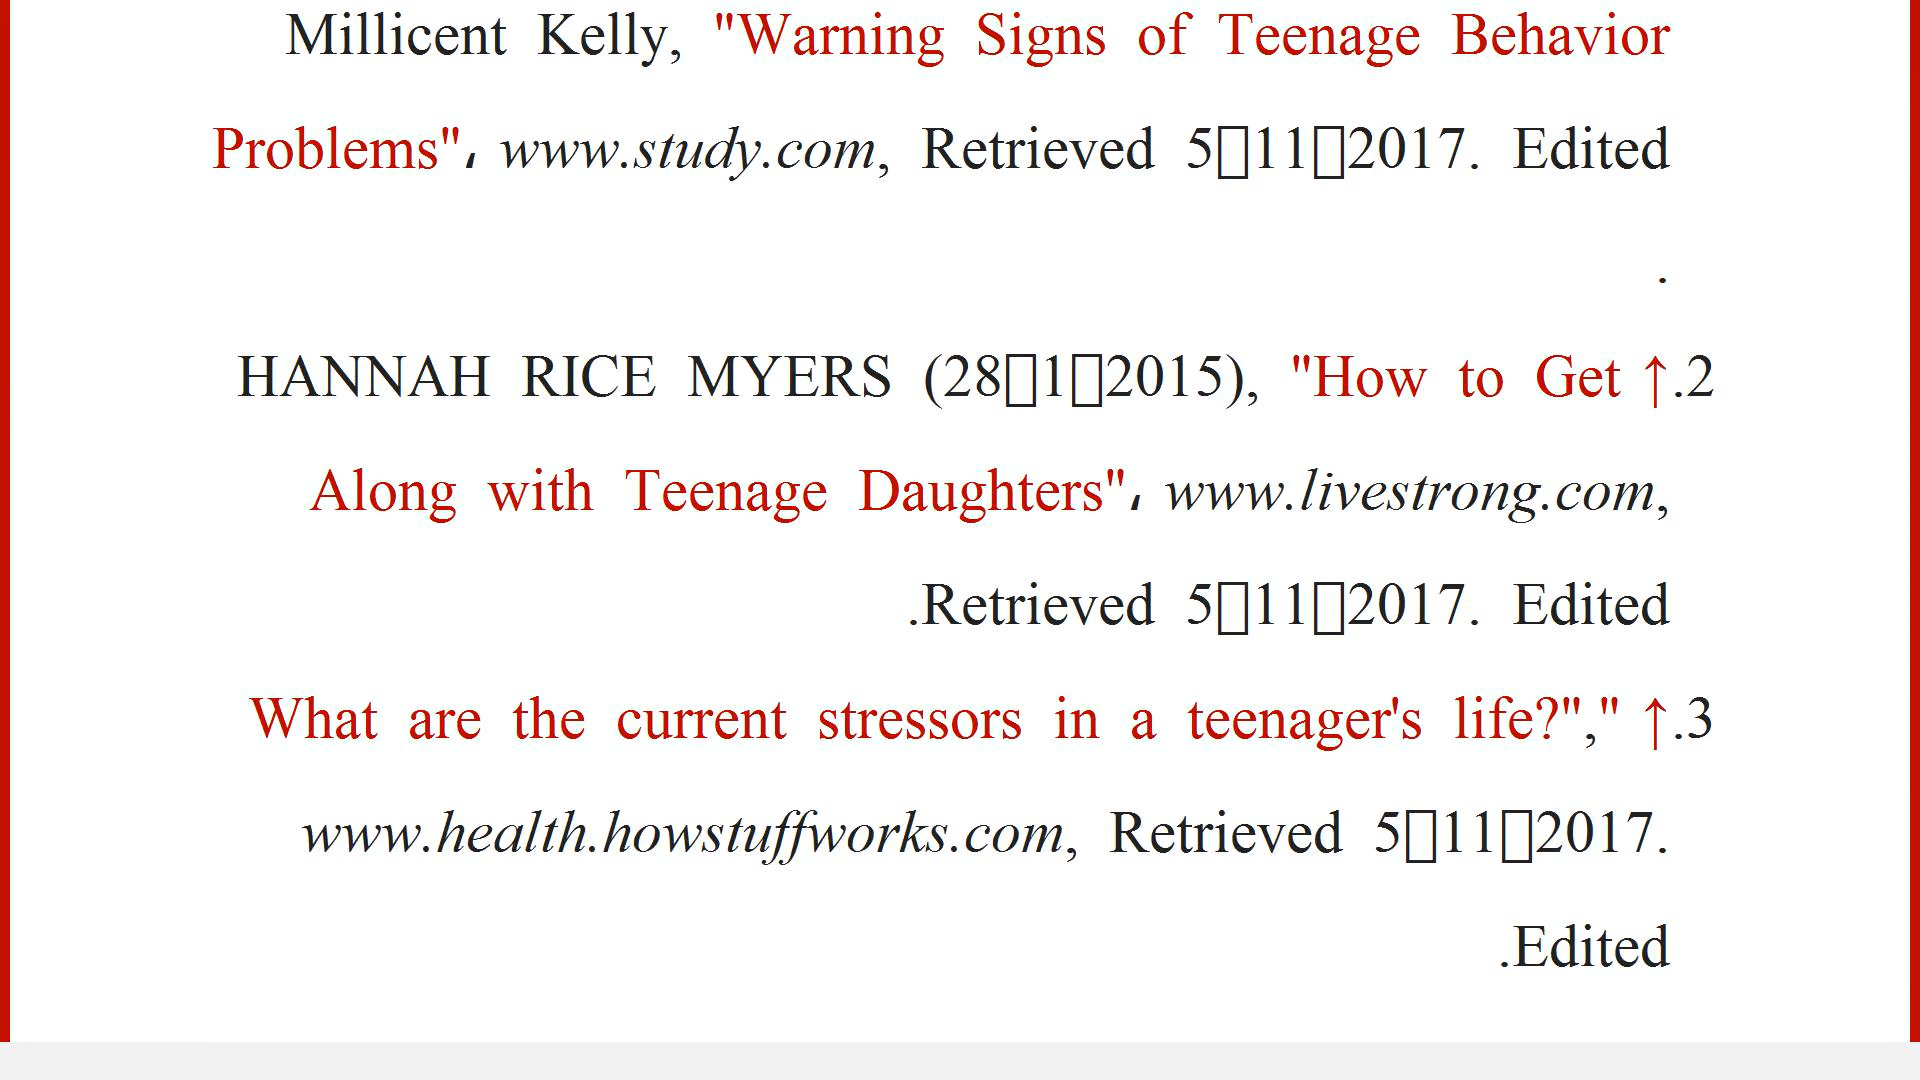 Millicent Kelly, "Warning Signs of Teenage Behavior
Problems"، www.study.com, Retrieved 5▯11▯2017. Edited
.
2.↑ HANNAH RICE MYERS (28▯1▯2015), "How to Get
Along with Teenage Daughters"، www.livestrong.com,
Retrieved 5▯11▯2017. Edited.
3.↑ "What are the current stressors in a teenager's life?",
www.health.howstuffworks.com, Retrieved 5▯11▯2017.
Edited.